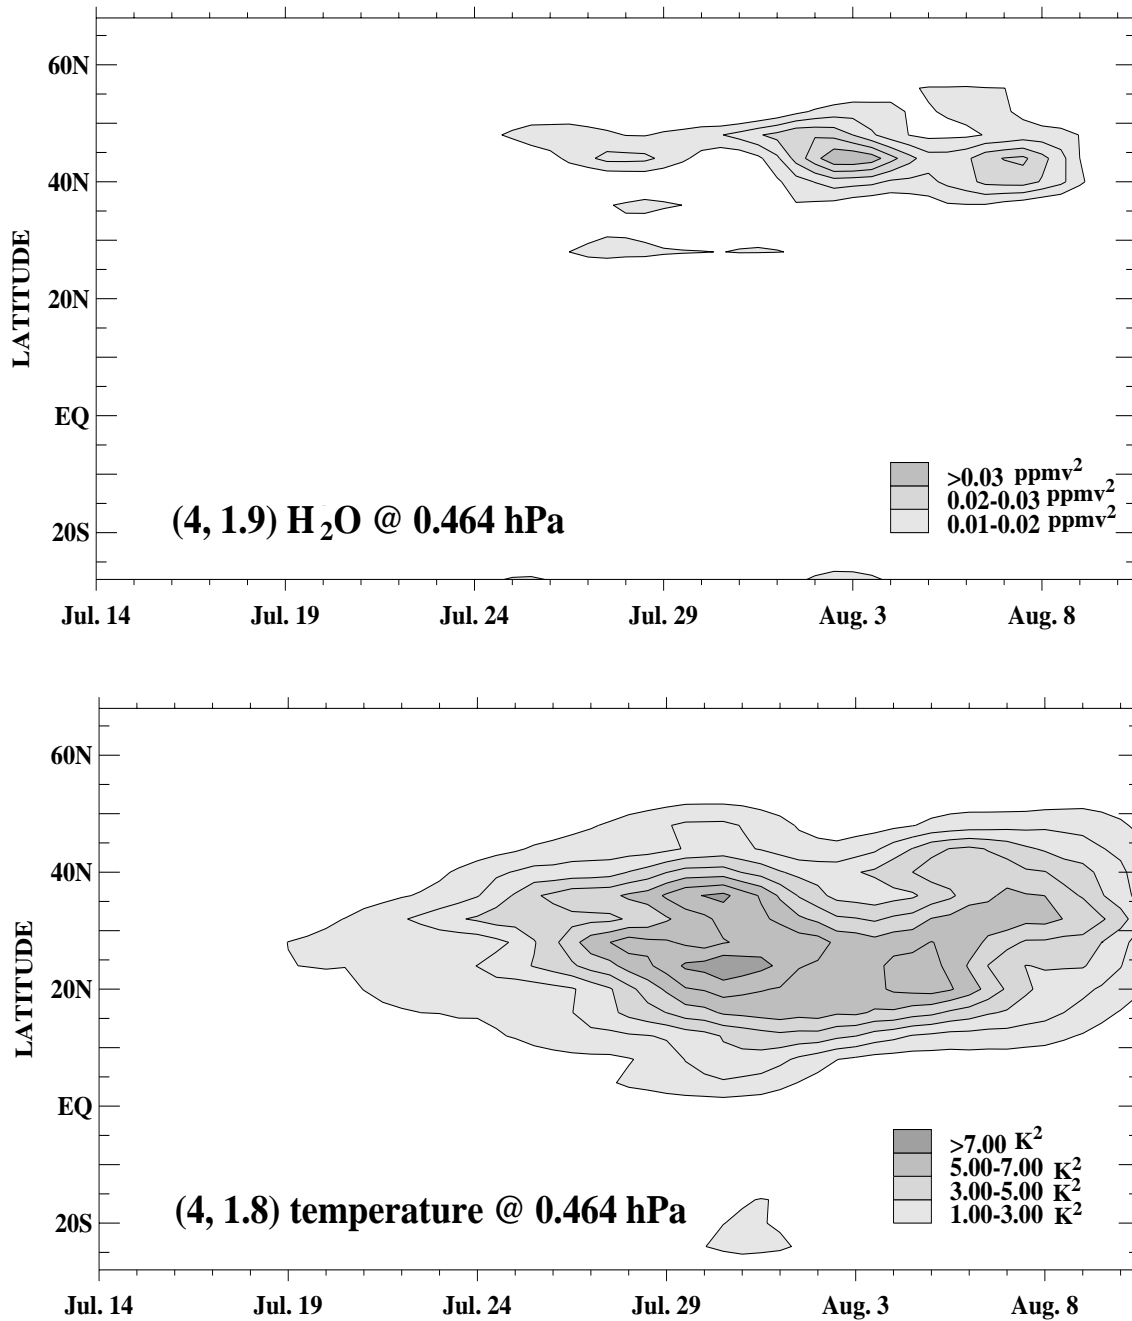 60N
40N
20N
EQ
20S
LATITUDE
>0.03 ppmv²
0.02-0.03 ppmv²
0.01-0.02 ppmv²
(4, 1.9) H₂O @ 0.464 hPa
Jul. 14 Jul. 19 Jul. 24 Jul. 29 Aug. 3 Aug. 8
60N
40N
20N
EQ
20S
LATITUDE
>7.00 K²
5.00-7.00 K²
3.00-5.00 K²
1.00-3.00 K²
(4, 1.8) temperature @ 0.464 hPa
Jul. 14 Jul. 19 Jul. 24 Jul. 29 Aug. 3 Aug. 8